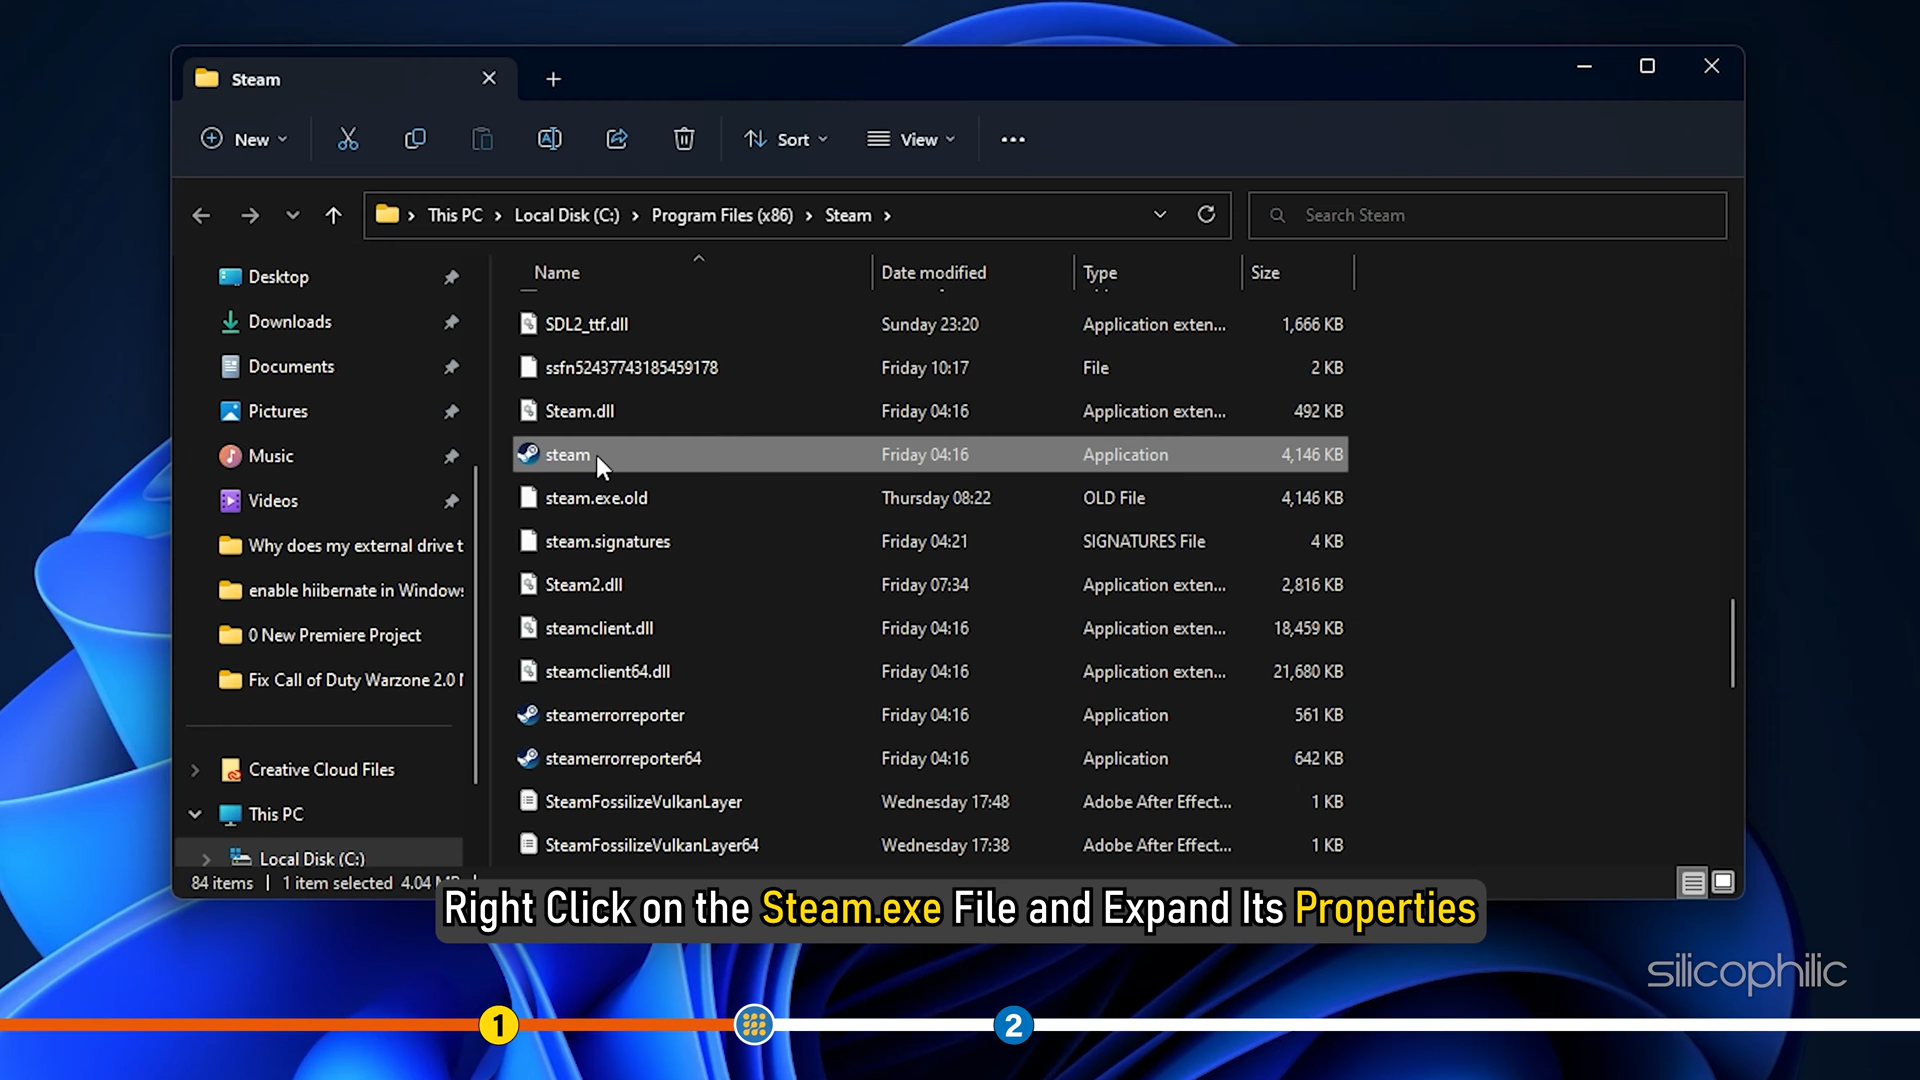 Steam
New
Sort
View
This PC
Local Disk (C:)
Program Files (x86)
Steam
Search Steam
Desktop
Downloads
Documents
Pictures
Music
Videos
Why does my external drive t
enable hiibernate in Window
0 New Premiere Project
Fix Call of Duty Warzone 2.0
Creative Cloud Files
This PC
Local Disk (C:)
Name Date modified Type Size
SDL2_ttf.dll Sunday 23:20 Application exten... 1,666 KB
ssfn52437743185459178 Friday 10:17 File 2 KB
Steam.dll Friday 04:16 Application exten... 492 KB
steam Friday 04:16 Application 4,146 KB
steam.exe.old Thursday 08:22 OLD File 4,146 KB
steam.signatures Friday 04:21 SIGNATURES File 4 KB
Steam2.dll Friday 07:34 Application exten... 2,816 KB
steamclient.dll Friday 04:16 Application exten... 18,459 KB
steamclient64.dll Friday 04:16 Application exten... 21,680 KB
steamerrorreporter Friday 04:16 Application 561 KB
steamerrorreporter64 Friday 04:16 Application 642 KB
SteamFossilizeVulkanLayer Wednesday 17:48 Adobe After Effect... 1 KB
SteamFossilizeVulkanLayer64 Wednesday 17:38 Adobe After Effect... 1 KB
84 items 1 item selected 4.04
Right Click on the Steam.exe File and Expand Its Properties
silicophilic
1 2